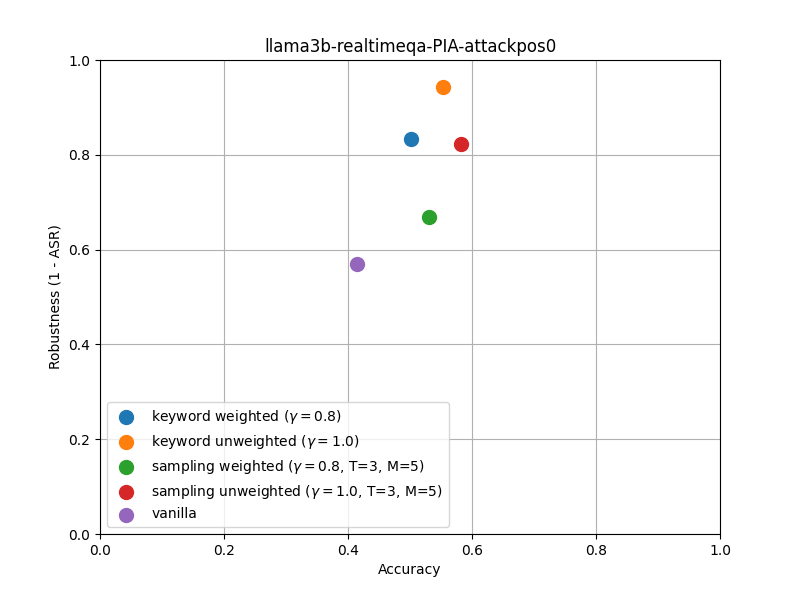 llama3b-realtimeqa-PIA-attackpos0
1.0
0.8
0.6
0.4
0.2
0.0
Robustness (1 - ASR)
keyword weighted (γ = 0.8)
keyword unweighted (γ = 1.0)
sampling weighted (γ = 0.8, T=3, M=5)
sampling unweighted (γ = 1.0, T=3, M=5)
vanilla
0.0 0.2 0.4 0.6 0.8 1.0
Accuracy